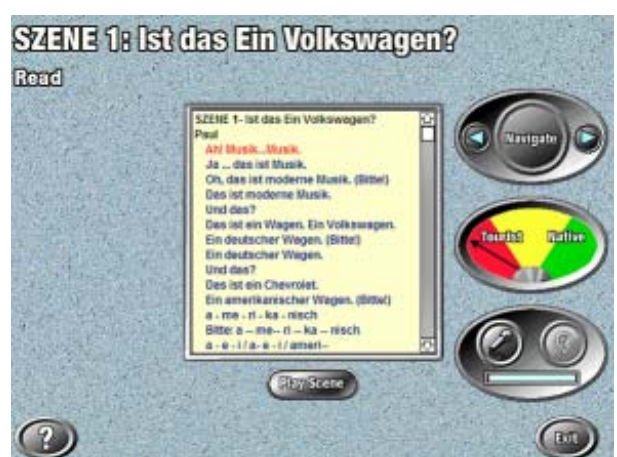 SZENE 1: Ist das Ein Volkswagen?
Read
SZENE 1- Ist das Ein Volkswagen?
Paul
Ah! Musik...Musik.
Ja ... das ist Musik.
Oh, das ist moderne Musik. (Bitte!)
Das ist moderne Musik.
Und das?
Das ist ein Wagen. Ein Volkswagen.
Ein deutscher Wagen. (Bitte!)
Ein deutscher Wagen.
Und das?
Das ist ein Chevrolet.
Ein amerikanischer Wagen. (Bitte!)
a - me - ri - ka - nisch
Bitte: a -- me-- ri -- ka -- nisch
a - e - i / a- e - i / ameri--
Play Scene
Navigate
Tourist
Native
?
Exit